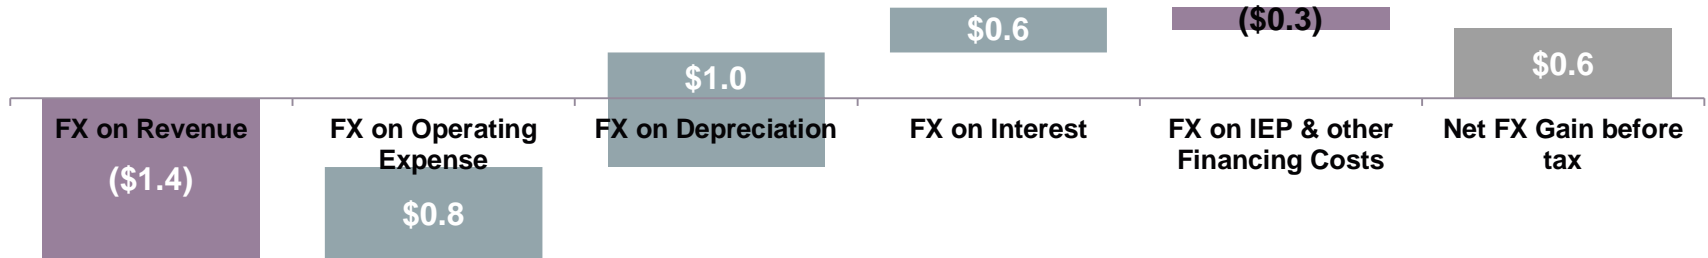 $0.6
($0.3)
$1.0
$0.6
FX on Revenue
FX on Operating
Expense
FX on Depreciation
FX on Interest
FX on IEP & other
Financing Costs
Net FX Gain before
tax
($1.4)
$0.8